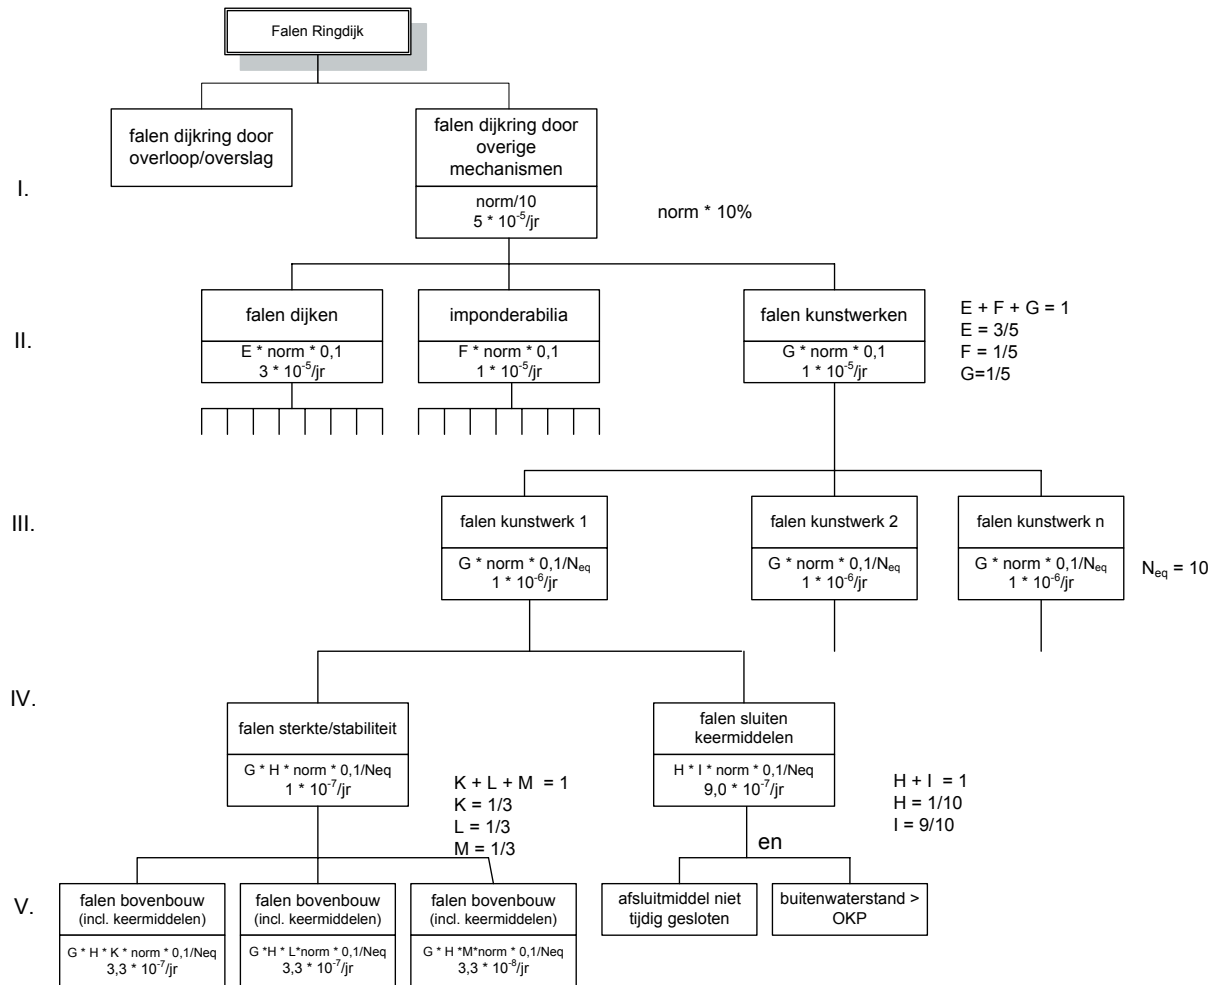 Falen Ringdijk
falen dijkring door
overloop/overslag
falen dijkring door
overige
mechanismen
norm/10
5 * 10⁻⁵/jr
I.
norm * 10%
falen dijken
E * norm * 0,1
3 * 10⁻⁵/jr
imponderabilia
F * norm * 0,1
1 * 10⁻⁵/jr
falen kunstwerken
G * norm * 0,1
1 * 10⁻⁵/jr
II.
E + F + G = 1
E = 3/5
F = 1/5
G=1/5
III.
falen kunstwerk 1
G * norm * 0,1/Neq
1 * 10⁻⁶/jr
falen kunstwerk 2
G * norm * 0,1/Neq
1 * 10⁻⁶/jr
falen kunstwerk n
G * norm * 0,1/Neq
1 * 10⁻⁶/jr
Neq = 10
IV.
falen sterkte/stabiliteit
G * H * norm * 0,1/Neq
1 * 10⁻⁷/jr
K + L + M = 1
K = 1/3
L = 1/3
M = 1/3
falen sluiten
keermiddelen
H * I * norm * 0,1/Neq
9,0 * 10⁻⁷/jr
H + I = 1
H = 1/10
I = 9/10
en
V.
falen bovenbouw
(incl. keermiddelen)
G * H * K * norm * 0,1/Neq
3,3 * 10⁻⁷/jr
falen bovenbouw
(incl. keermiddelen)
G *H * L*norm * 0,1/Neq
3,3 * 10⁻⁷/jr
falen bovenbouw
(incl. keermiddelen)
G * H *M*norm * 0,1/Neq
3,3 * 10⁻⁸/jr
afsluitmiddel niet
tijdig gesloten
buitenwaterstand >
OKP